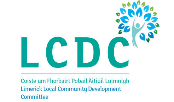 LCDC
Coiste um Fhorbairt Pobail Áitiúil Luimnigh
Limerick Local Community Development
Committee